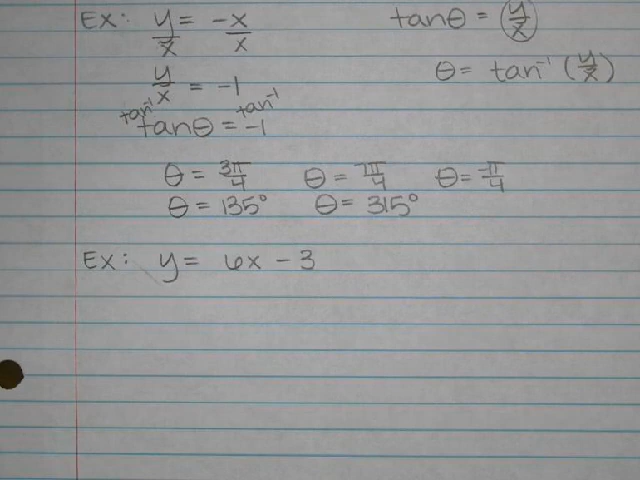 EX: y/x = -x/x
tanθ = y/x
θ = tan⁻¹ (y/x)
y/x = -1
tan⁻¹ tan⁻¹
tanθ = -1
θ = 3π/4 θ = 7π/4 θ = -π/4
θ = 135° θ = 315°
EX: y = 6x - 3